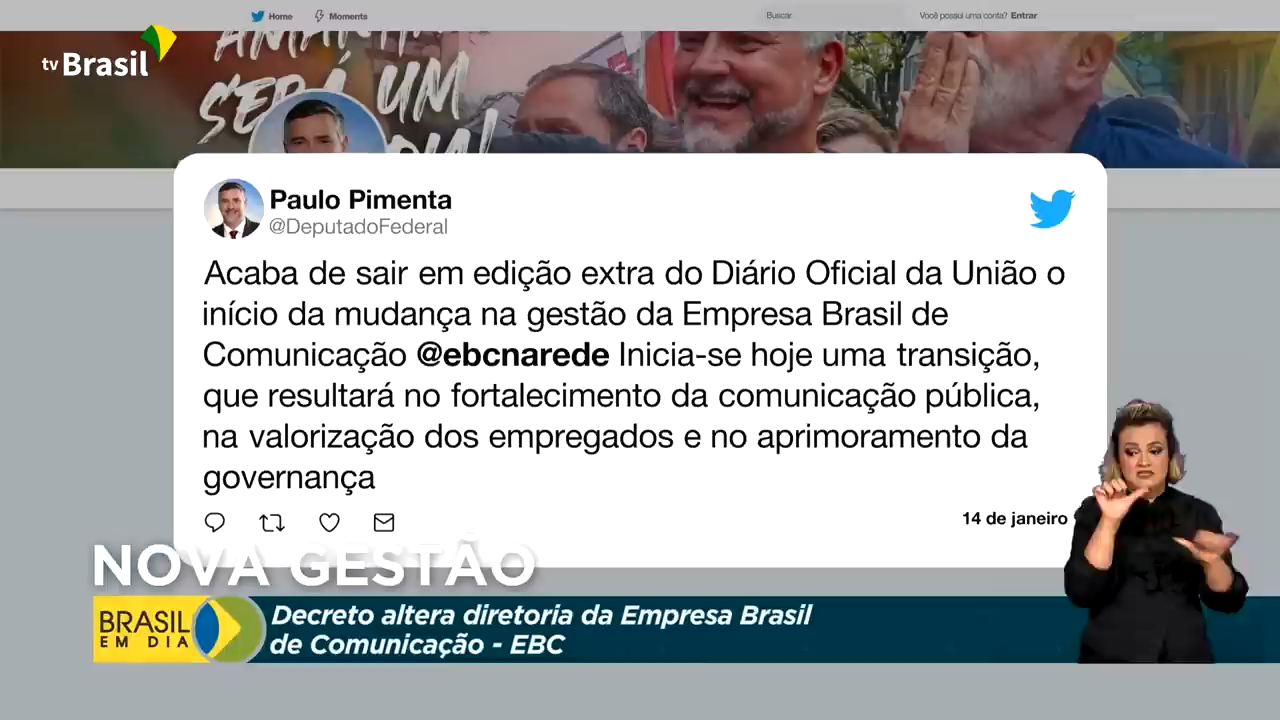 Home
Moments
Buscar
Você possui uma conta? Entrar
tv Brasil
SERÁ UM
Paulo Pimenta
@DeputadoFederal
Acaba de sair em edição extra do Diário Oficial da União o
início da mudança na gestão da Empresa Brasil de
Comunicação @ebcnarede Inicia-se hoje uma transição,
que resultará no fortalecimento da comunicação pública,
na valorização dos empregados e no aprimoramento da
governança
14 de janeiro
NOVA GESTÃO
BRASIL
EM DIA
Decreto altera diretoria da Empresa Brasil
de Comunicação - EBC